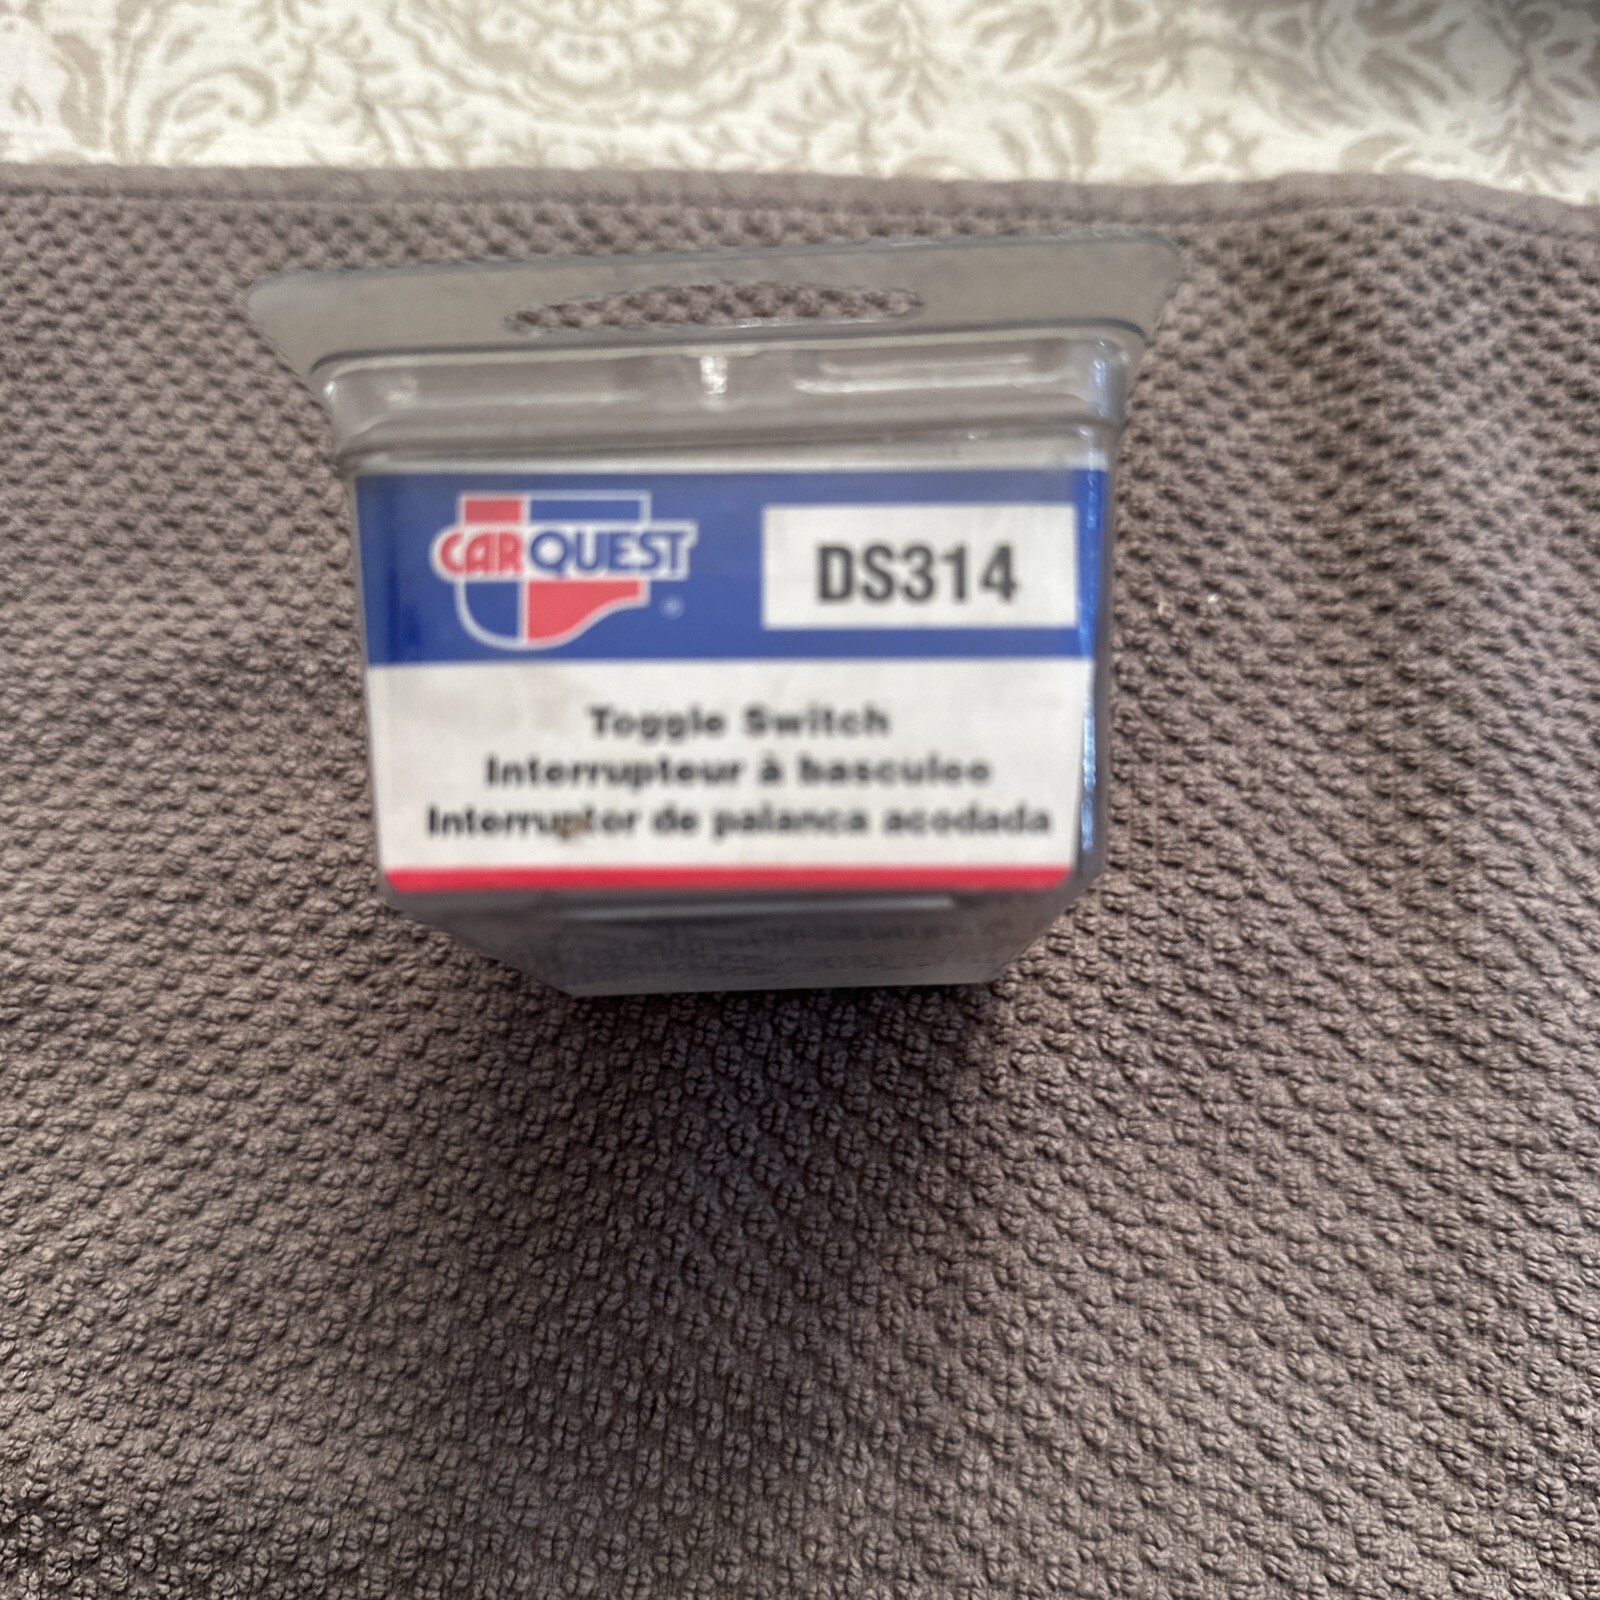 CARQUEST
®
DS314
Toggle Switch
Interrupteur à bascule
Interruptor de palanca acodada